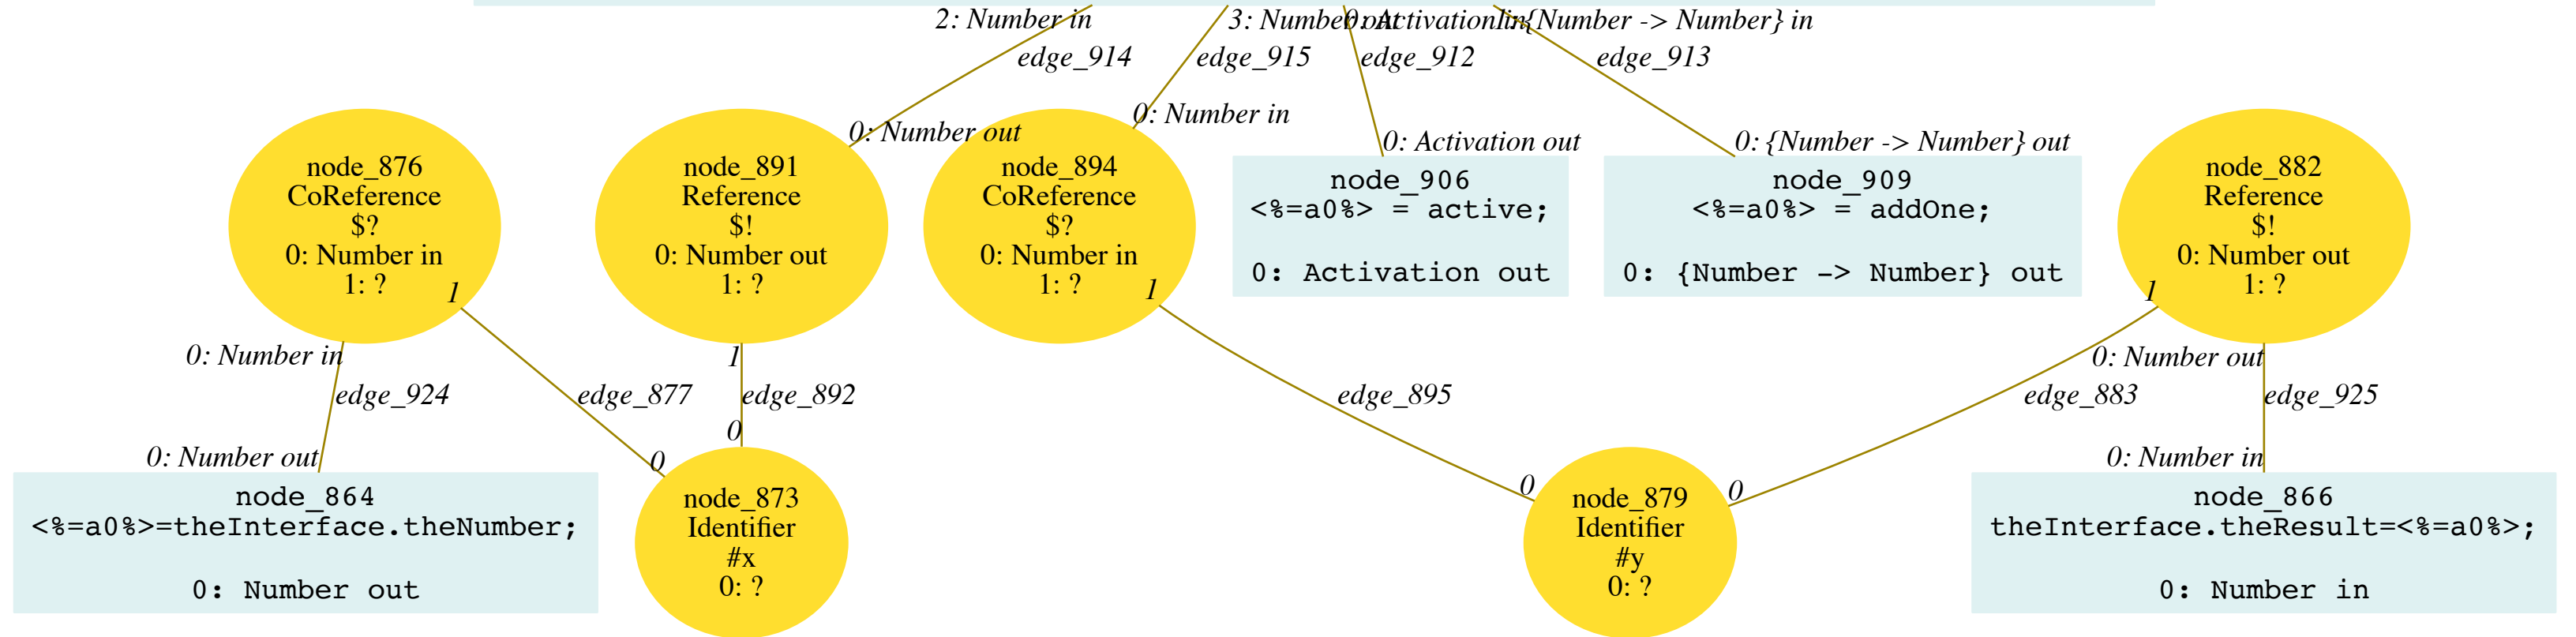 2: Number in
3: Number out
0: Activation in
1: {Number -> Number} in
edge_914
edge_915
edge_912
edge_913
0: Number out
0: Number in
0: Activation out
0: {Number -> Number} out
node_876
CoReference
$?
0: Number in
1: ?
1
node_891
Reference
$!
0: Number out
1: ?
node_894
CoReference
$?
0: Number in
1: ?
1
node_906
<%=a0%> = active;
0: Activation out
node_909
<%=a0%> = addOne;
0: {Number -> Number} out
node_882
Reference
$!
0: Number out
1: ?
1
0: Number in
1
0: Number out
edge_924
edge_877
edge_892
edge_895
edge_883
edge_925
0: Number out
0
0
0
0
0: Number in
node_864
<%=a0%>=theInterface.theNumber;
0: Number out
node_873
Identifier
#x
0: ?
node_879
Identifier
#y
0: ?
node_866
theInterface.theResult=<%=a0%>;
0: Number in